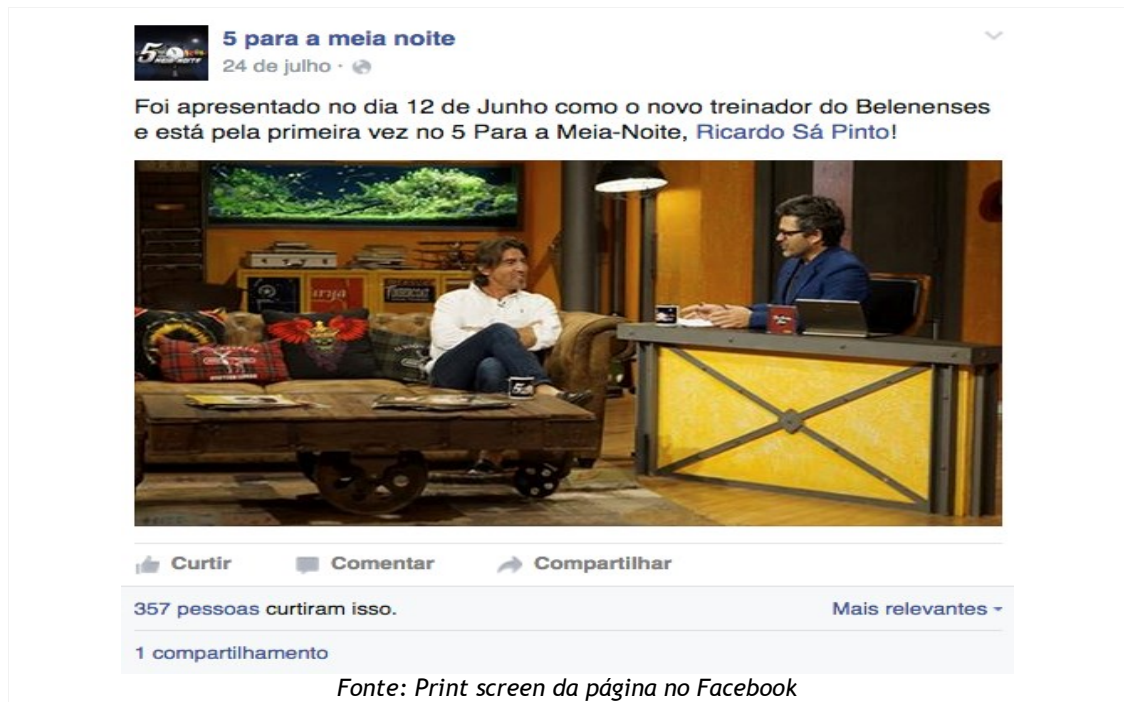 5 para a meia noite
24 de julho ·
Foi apresentado no dia 12 de Junho como o novo treinador do Belenenses
e está pela primeira vez no 5 Para a Meia-Noite, Ricardo Sá Pinto!
Curtir Comentar Compartilhar
357 pessoas curtiram isso. Mais relevantes
1 compartilhamento
Fonte: Print screen da página no Facebook